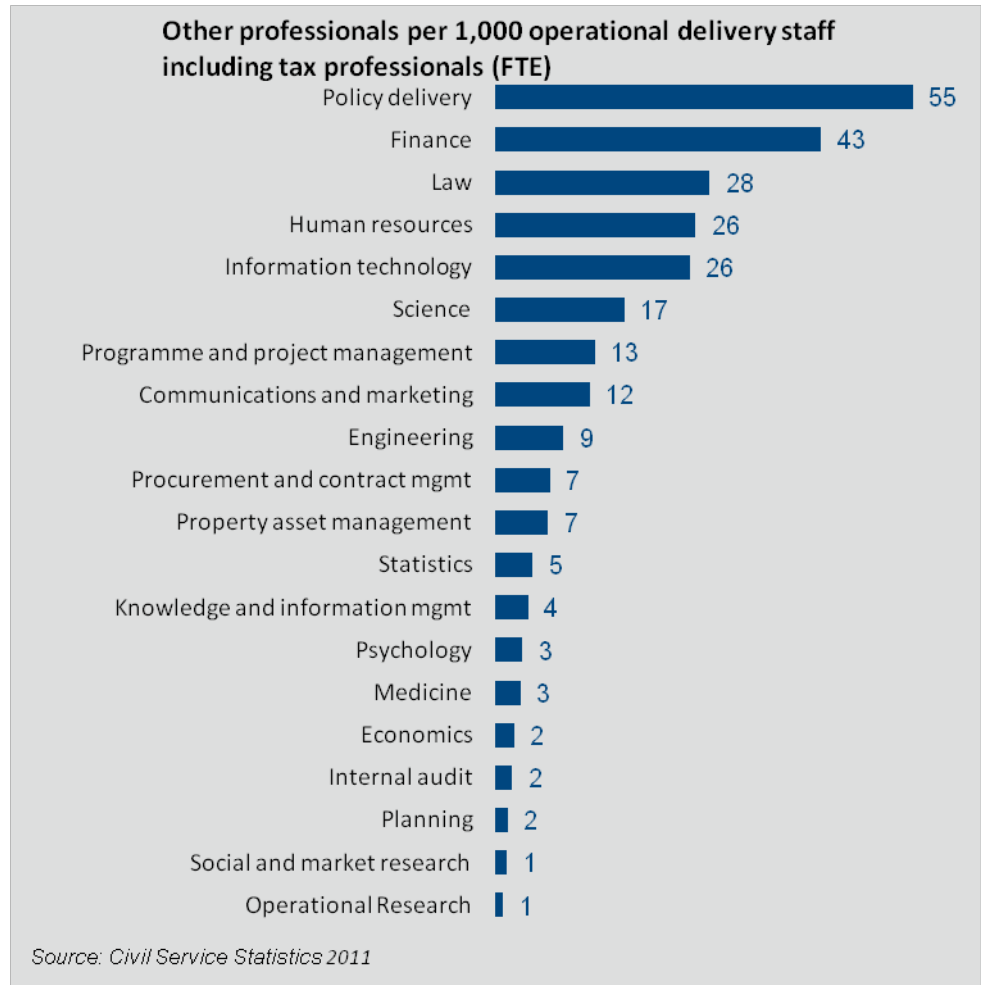 Other professionals per 1,000 operational delivery staff
including tax professionals (FTE)
Policy delivery 55
Finance 43
Law 28
Human resources 26
Information technology 26
Science 17
Programme and project management 13
Communications and marketing 12
Engineering 9
Procurement and contract mgmt 7
Property asset management 7
Statistics 5
Knowledge and information mgmt 4
Psychology 3
Medicine 3
Economics 2
Internal audit 2
Planning 2
Social and market research 1
Operational Research 1
Source: Civil Service Statistics 2011